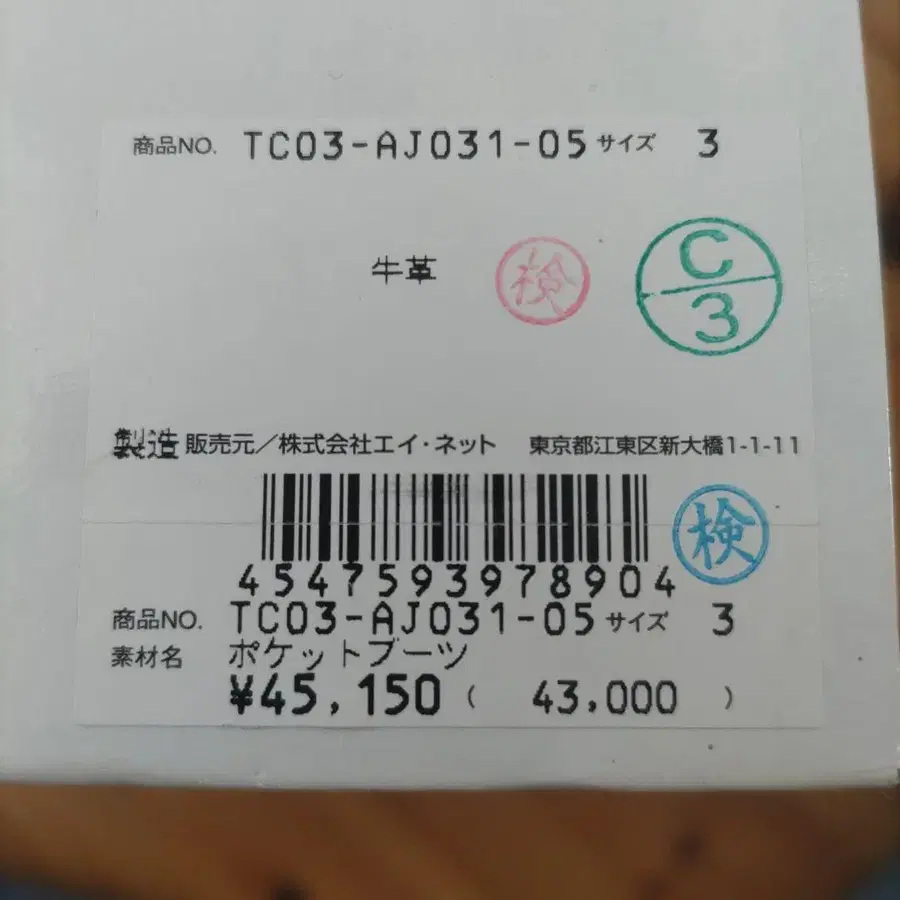 商品NO. TC03-AJ031-05 サイズ 3
牛革 検 C 3
製造 販売元/株式会社エイ・ネット 東京都江東区新大橋1-1-11
検
4547593978904
商品NO. TC03-AJ031-05 サイズ 3
素材名 ポケットブーツ
¥45,150 ( 43,000 )